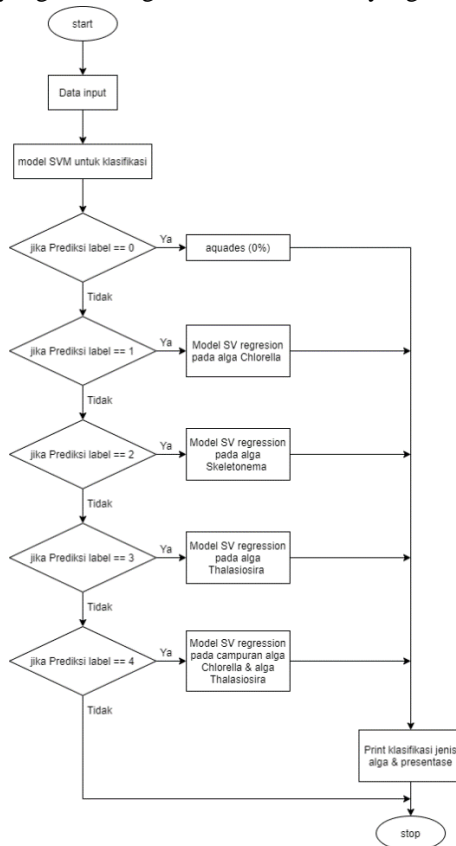 start
Data input
model SVM untuk klasifikasi
jika Prediksi label == 0
Ya
aquades (0%)
Tidak
jika Prediksi label == 1
Ya
Model SV regresion
pada alga Chlorella
Tidak
jika Prediksi label == 2
Ya
Model SV regression
pada alga
Skeletonema
Tidak
jika Prediksi label == 3
Ya
Model SV regression
pada alga
Thalasiosira
Tidak
jika Prediksi label == 4
Ya
Model SV regression
pada campuran alga
Chlorella & alga
Thalasiosira
Tidak
Print klasifikasi jenis
alga & presentase
stop